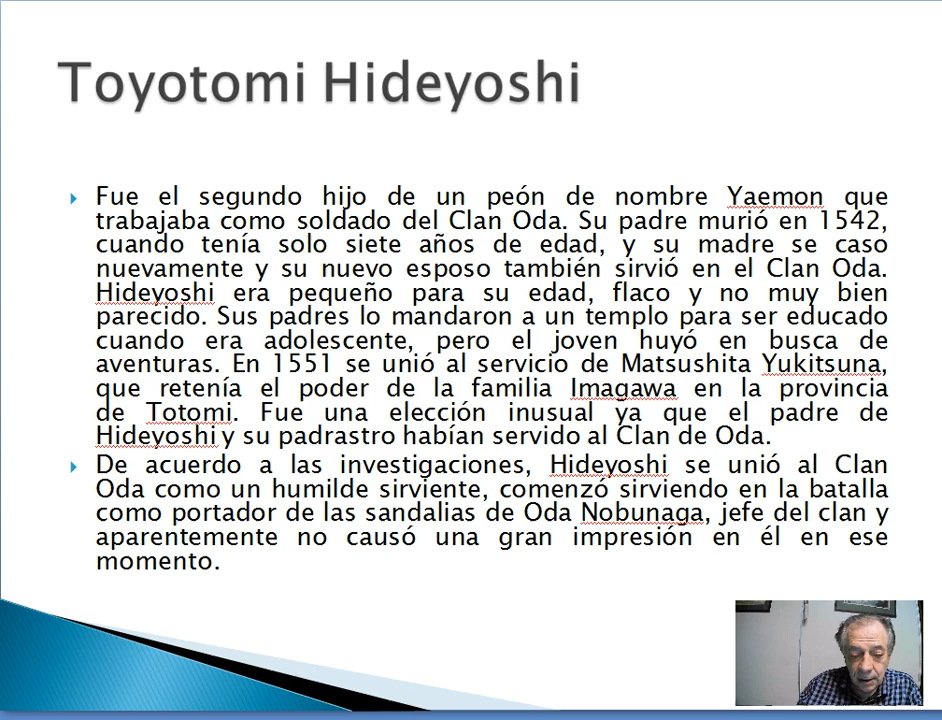 Toyotomi Hideyoshi
Fue el segundo hijo de un peón de nombre Yaemon que
trabajaba como soldado del Clan Oda. Su padre murió en 1542,
cuando tenía solo siete años de edad, y su madre se caso
nuevamente y su nuevo esposo también sirvió en el Clan Oda.
Hideyoshi era pequeño para su edad, flaco y no muy bien
parecido. Sus padres lo mandaron a un templo para ser educado
cuando era adolescente, pero el joven huyó en busca de
aventuras. En 1551 se unió al servicio de Matsushita Yukitsuna,
que retenía el poder de la familia Imagawa en la provincia
de Totomi. Fue una elección inusual ya que el padre de
Hideyoshi y su padrastro habían servido al Clan de Oda.
De acuerdo a las investigaciones, Hideyoshi se unió al Clan
Oda como un humilde sirviente, comenzó sirviendo en la batalla
como portador de las sandalias de Oda Nobunaga, jefe del clan y
aparentemente no causó una gran impresión en él en ese
momento.